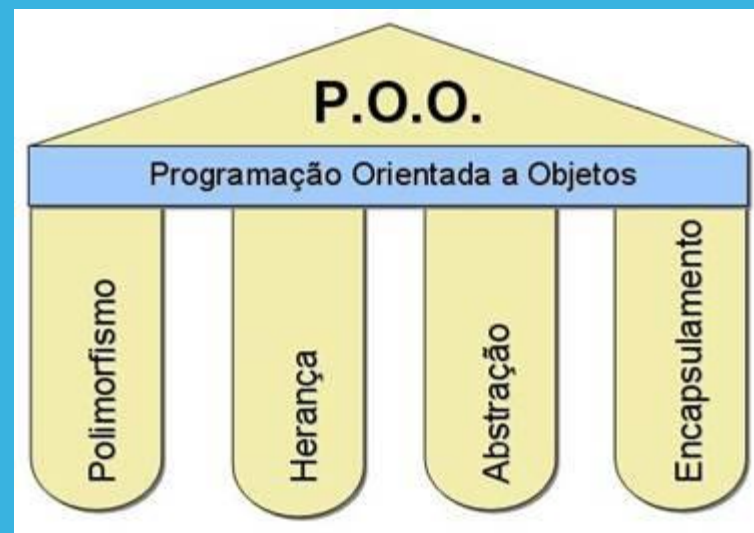 P.O.O.
Programação Orientada a Objetos
Polimorfismo
Herança
Abstração
Encapsulamento